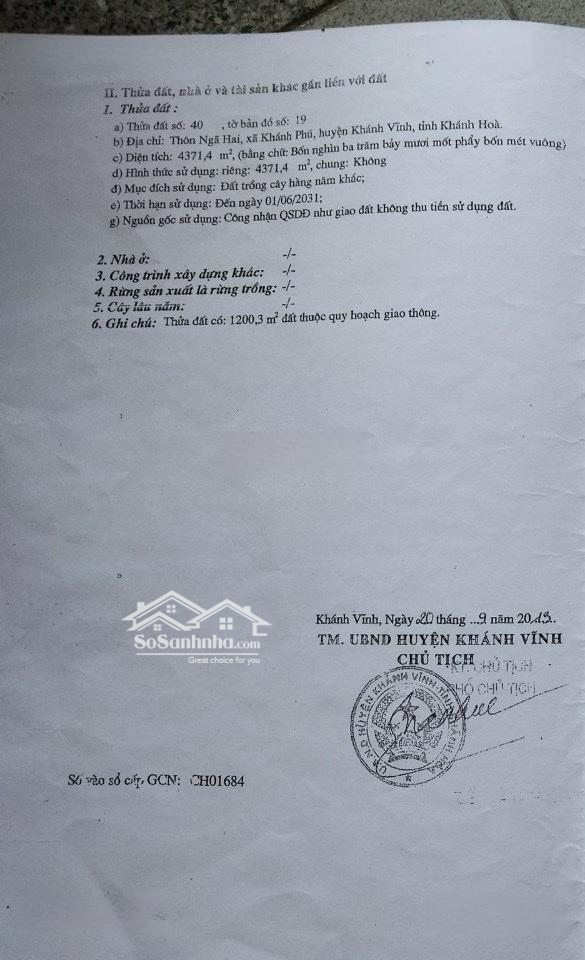 II. Thửa đất, nhà ở và tài sản khác gắn liền với đất
1. Thửa đất :
a) Thửa đất số: 40 , tờ bản đồ số: 19
b) Địa chỉ: Thôn Ngã Hai, xã Khánh Phú, huyện Khánh Vĩnh, tỉnh Khánh Hoà.
c) Diện tích: 4371,4 m², (bằng chữ: Bốn nghìn ba trăm bảy mươi mốt phẩy bốn mét vuông)
d) Hình thức sử dụng: riêng: 4371,4 m², chung: Không
đ) Mục đích sử dụng: Đất trồng cây hàng năm khác;
e) Thời hạn sử dụng: Đến ngày 01/06/2031;
g) Nguồn gốc sử dụng: Công nhận QSDĐ như giao đất không thu tiền sử dụng đất.
2. Nhà ở: -/-
3. Công trình xây dựng khác: -/-
4. Rừng sản xuất là rừng trồng: -/-
5. Cây lâu năm: -/-
6. Ghi chú: Thửa đất có: 1200,3 m² đất thuộc quy hoạch giao thông.
SoSanhnha.com
Great choice for you
Khánh Vĩnh, Ngày 20 tháng ..9 năm 2013..
TM. UBND HUYỆN KHÁNH VĨNH
CHỦ TỊCH
KT. CHỦ TỊCH
PHÓ CHỦ TỊCH
U.B.N.D HUYỆN KHÁNH VĨNH-TỈNH KHÁNH HÒA
Số vào sổ cấp GCN: CH01684